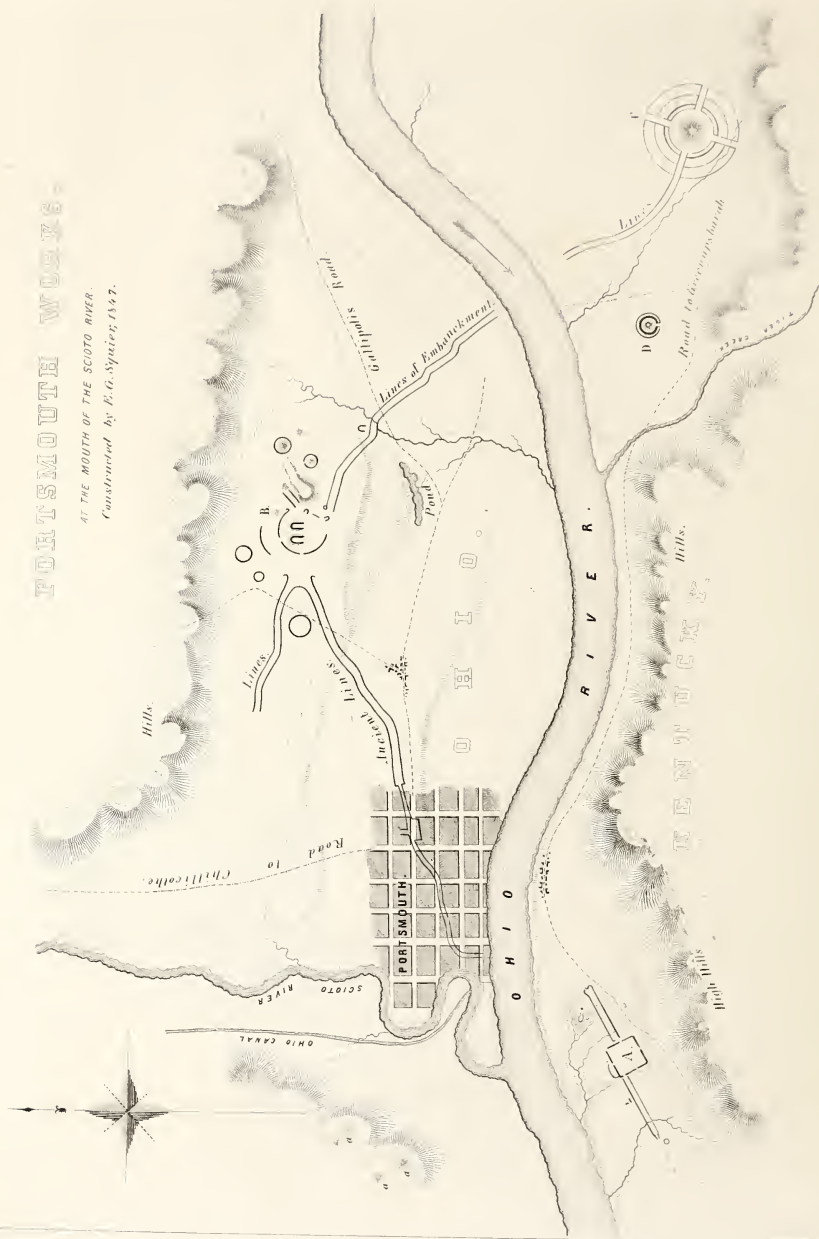 PORTSMOUTH WORKS.
AT THE MOUTH OF THE SCIOTO RIVER.
Constructed by E. G. Squier, 1847.
Hills.
Gallipolis Road.
Lines of Embankment.
B.
Lines.
Ancient Lines.
Pond
OHIO.
Road to Chillicothe.
PORTSMOUTH.
SCIOTO RIVER
OHIO CANAL
OHIO RIVER.
C
Lines
D
Road to Greenupsburgh
TIGER CREEK
Hills.
KENTUCKY.
High Hills
A
a
a
a